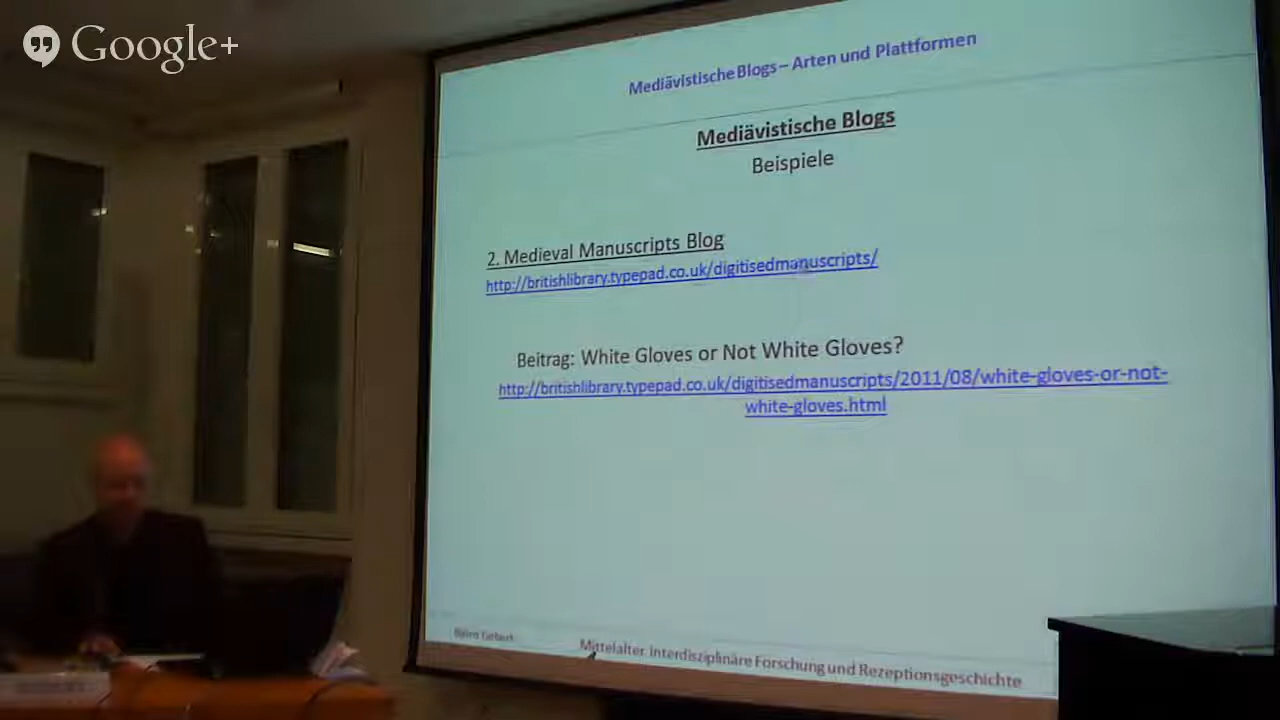 Google+
Mediävistische Blogs – Arten und Plattformen
Mediävistische Blogs
Beispiele
2. Medieval Manuscripts Blog
http://britishlibrary.typepad.co.uk/digitisedmanuscripts/
Beitrag: White Gloves or Not White Gloves?
http://britishlibrary.typepad.co.uk/digitisedmanuscripts/2011/08/white-gloves-or-not-
white-gloves.html
Björn Gebert
Mittelalter. Interdisziplinäre Forschung und Rezeptionsgeschichte